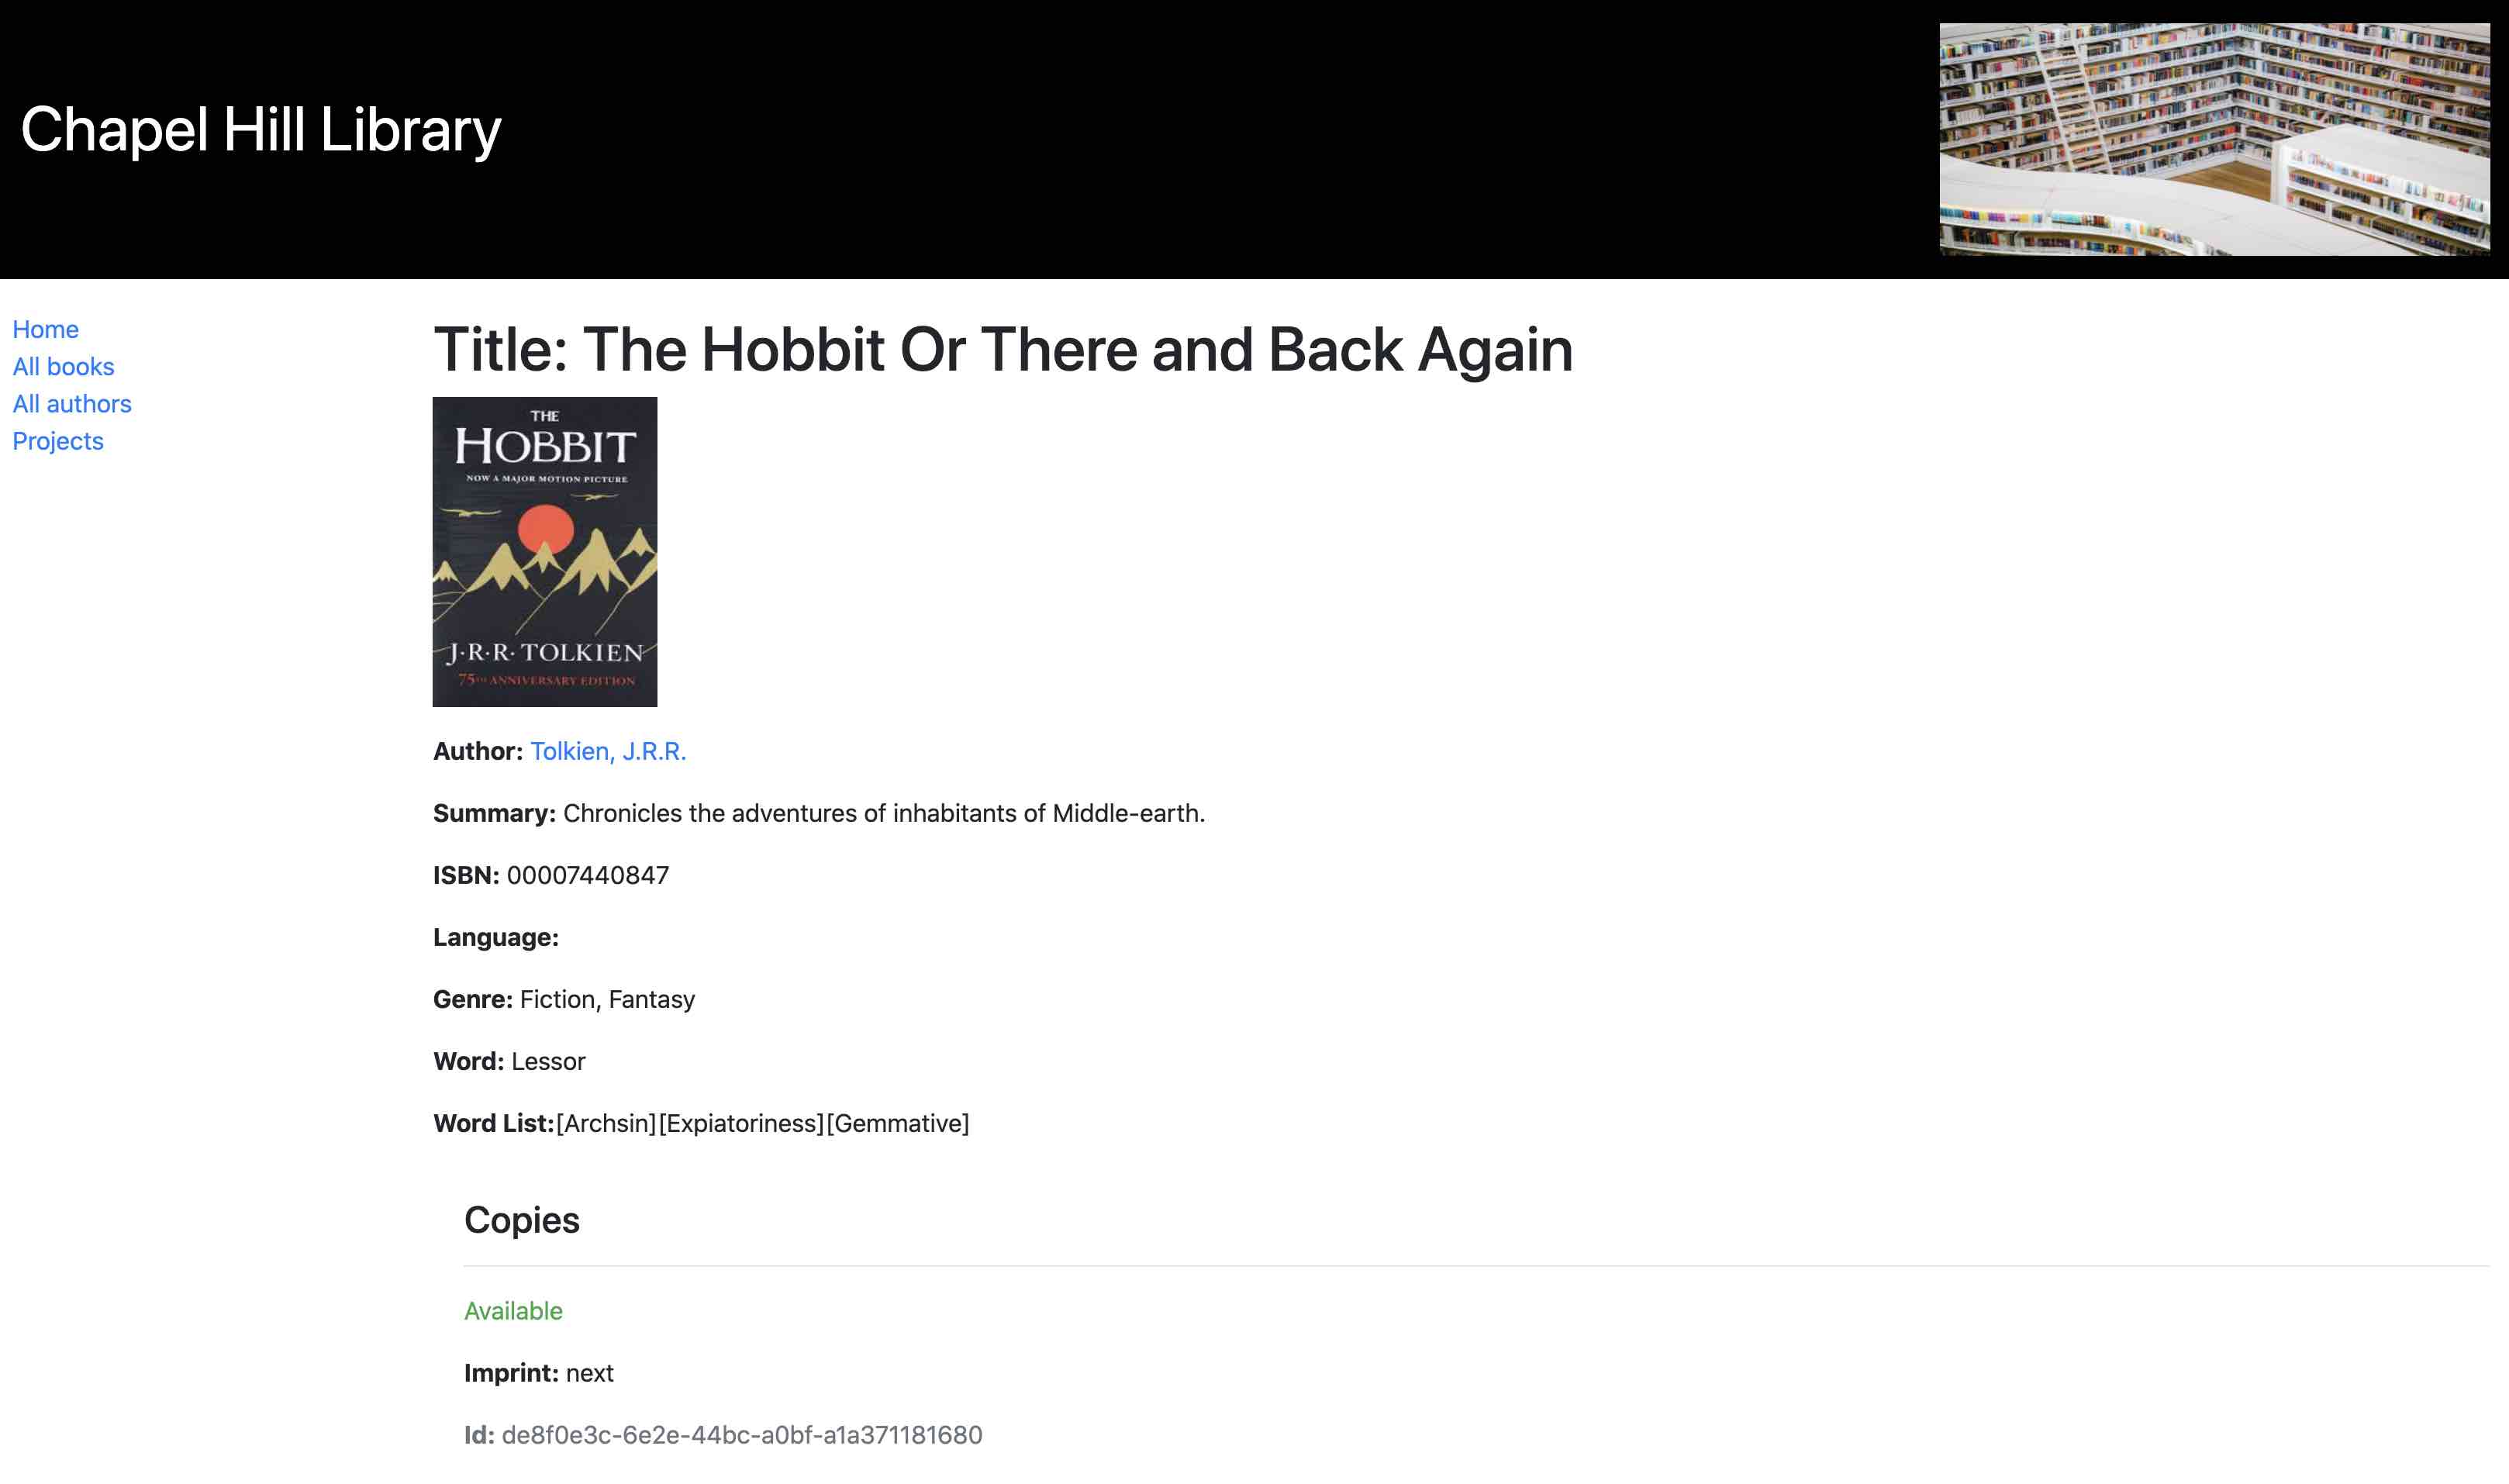 Chapel Hill Library
Home
All books
All authors
Projects
Title: The Hobbit Or There and Back Again
THE
HOBBIT
NOW A MAJOR MOTION PICTURE
J·R·R· TOLKIEN
75TH ANNIVERSARY EDITION
Author: Tolkien, J.R.R.
Summary: Chronicles the adventures of inhabitants of Middle-earth.
ISBN: 00007440847
Language:
Genre: Fiction, Fantasy
Word: Lessor
Word List:[Archsin][Expiatoriness][Gemmative]
Copies
Available
Imprint: next
Id: de8f0e3c-6e2e-44bc-a0bf-a1a371181680